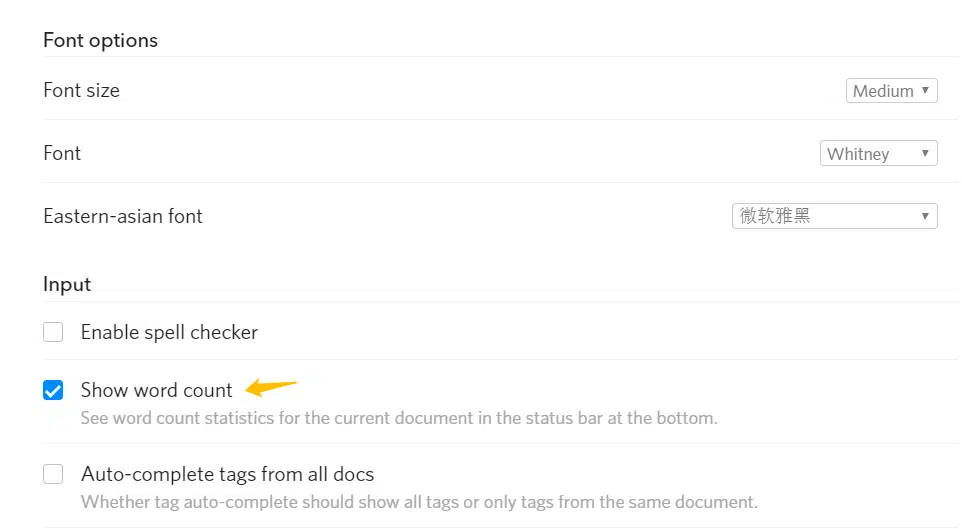 Font options
Font size
Medium
Font
Whitney
Eastern-asian font
微软雅黑
Input
Enable spell checker
Show word count
See word count statistics for the current document in the status bar at the bottom.
Auto-complete tags from all docs
Whether tag auto-complete should show all tags or only tags from the same document.